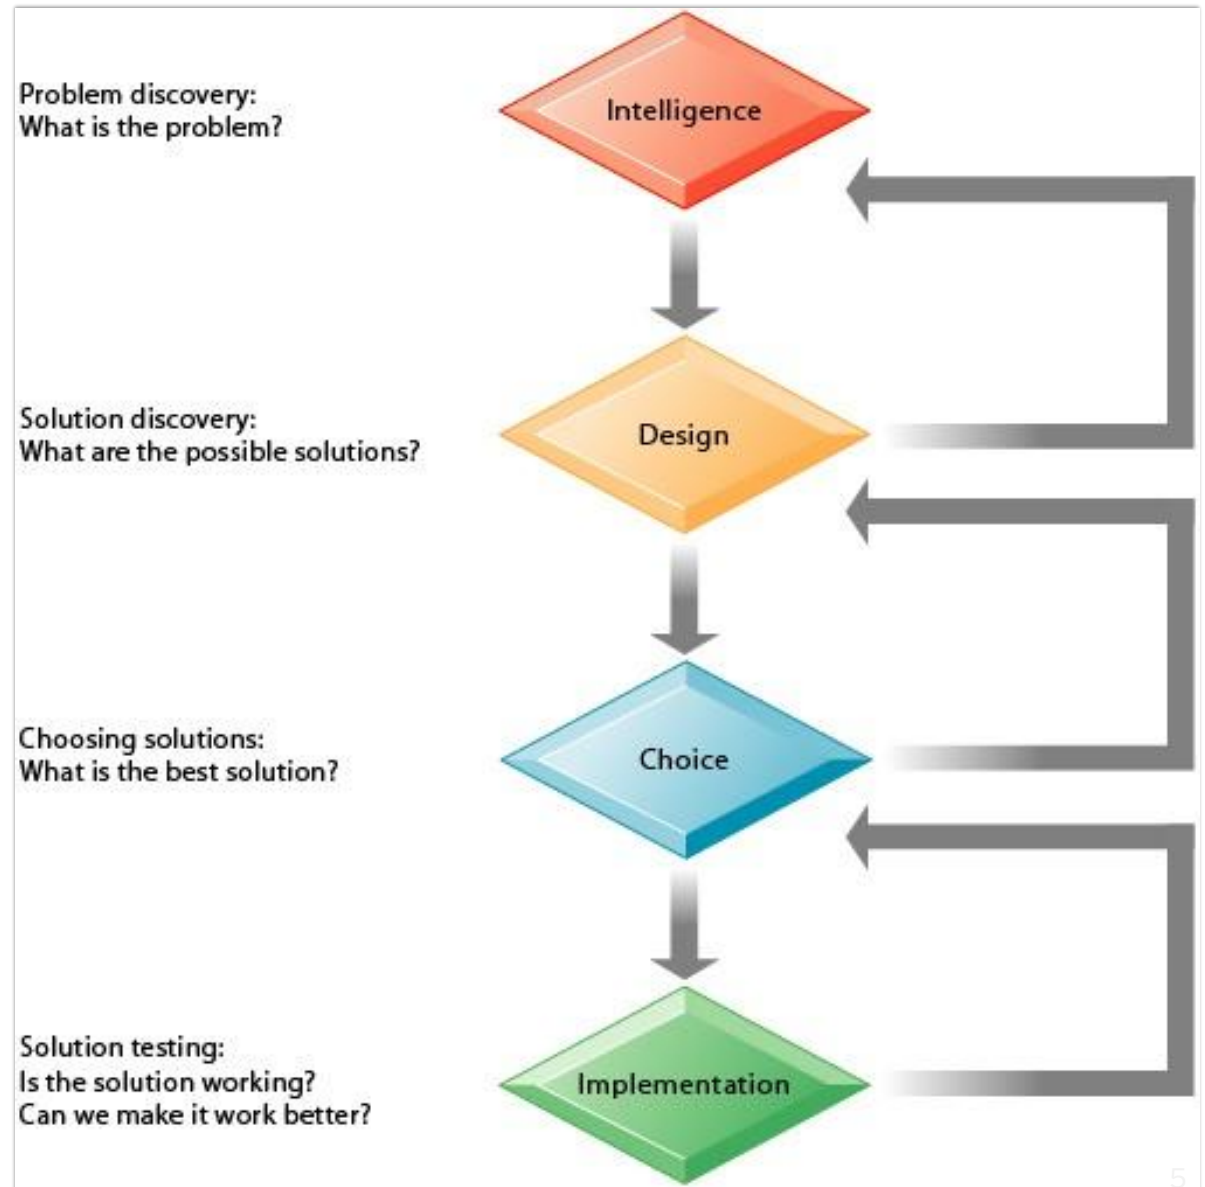 Problem discovery:
What is the problem?
Intelligence
Solution discovery:
What are the possible solutions?
Design
Choosing solutions:
What is the best solution?
Choice
Solution testing:
Is the solution working?
Can we make it work better?
Implementation
5